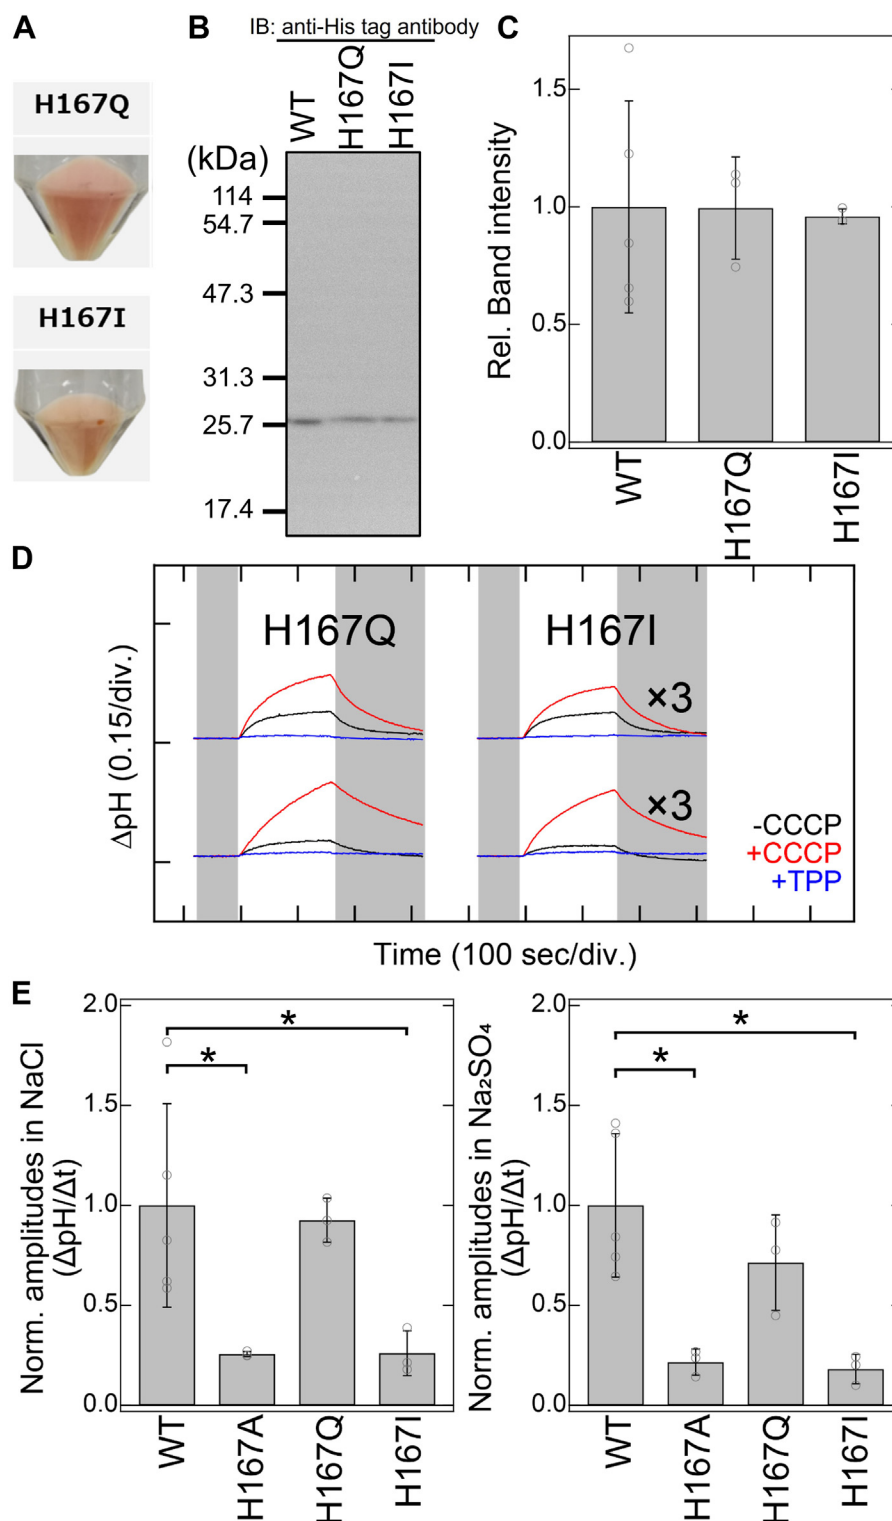 A
H167Q
H167I
B
IB: anti-His tag antibody
WT
H167Q
H167I
(kDa)
114
54.7
47.3
31.3
25.7
17.4
C
Rel. Band intensity
1.5
1.0
0.5
0.0
WT
H167Q
H167I
D
ΔpH (0.15/div.)
H167Q
H167I
×3
×3
-CCCP
+CCCP
+TPP
Time (100 sec/div.)
E
Norm. amplitudes in NaCl
(ΔpH/Δt)
2.0
1.5
1.0
0.5
0.0
*
*
WT
H167A
H167Q
H167I
Norm. amplitudes in Na₂SO₄
(ΔpH/Δt)
2.0
1.5
1.0
0.5
0.0
*
*
WT
H167A
H167Q
H167I